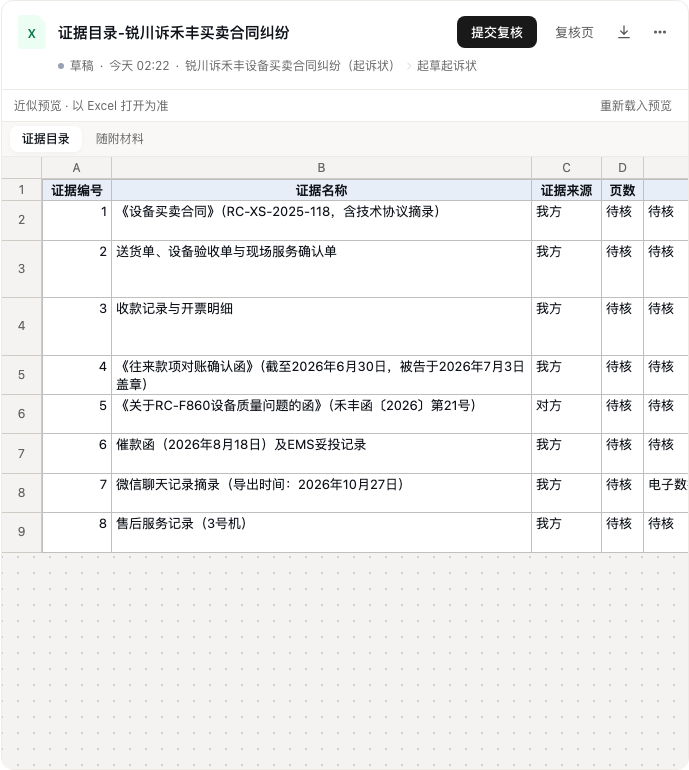 X
证据目录-锐川诉禾丰买卖合同纠纷
提交复核
复核页
草稿 · 今天 02:22 · 锐川诉禾丰设备买卖合同纠纷（起诉状） › 起草起诉状
近似预览 · 以 Excel 打开为准
重新载入预览
证据目录 随附材料
A B C D
1 证据编号 证据名称 证据来源 页数
2 1 《设备买卖合同》（RC-XS-2025-118，含技术协议摘录） 我方 待核 待核
3 2 送货单、设备验收单与现场服务确认单 我方 待核 待核
4 3 收款记录与开票明细 我方 待核 待核
5 4 《往来款项对账确认函》（截至2026年6月30日，被告于2026年7月3日 我方 待核 待核
盖章）
6 5 《关于RC-F860设备质量问题的函》（禾丰函〔2026〕第21号） 对方 待核 待核
7 6 催款函（2026年8月18日）及EMS妥投记录 我方 待核 待核
8 7 微信聊天记录摘录（导出时间：2026年10月27日） 我方 待核 电子数
9 8 售后服务记录（3号机） 我方 待核 待核